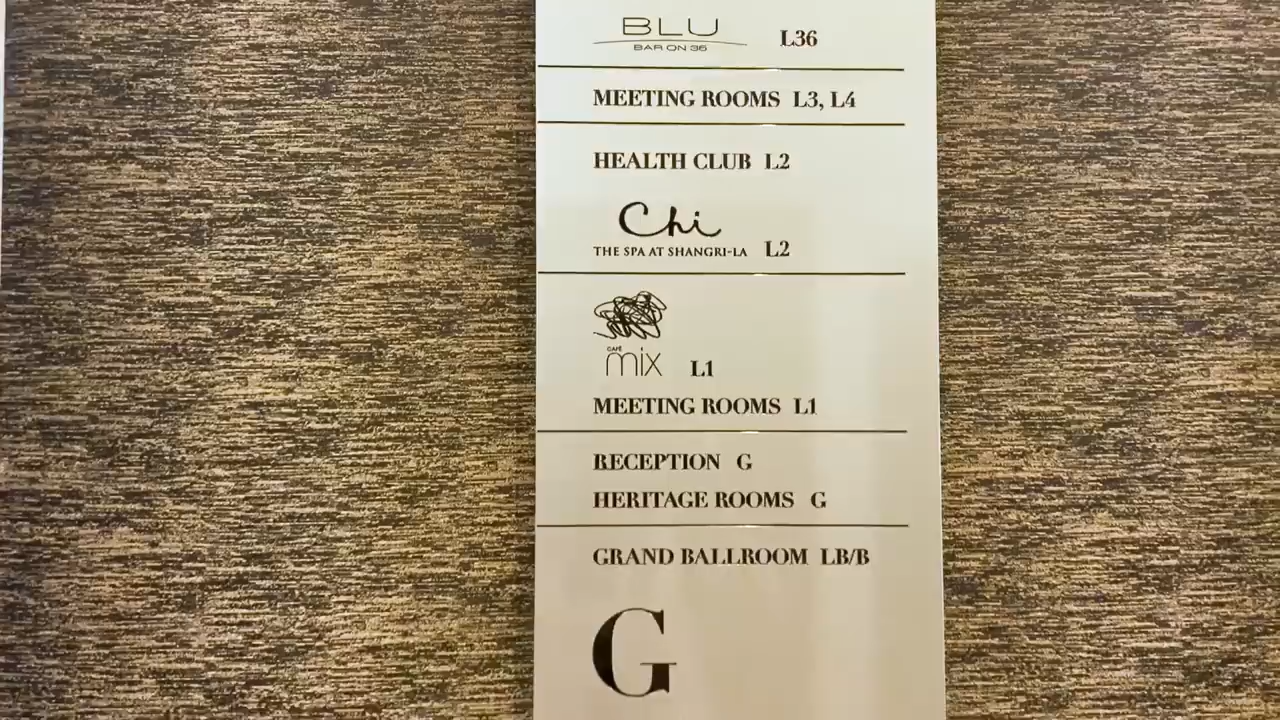 BLU
BAR ON 36 L36
MEETING ROOMS L3, L4
HEALTH CLUB L2
Chi
THE SPA AT SHANGRI-LA L2
CAFÉ
mix L1
MEETING ROOMS L1
RECEPTION G
HERITAGE ROOMS G
GRAND BALLROOM LB/B
G